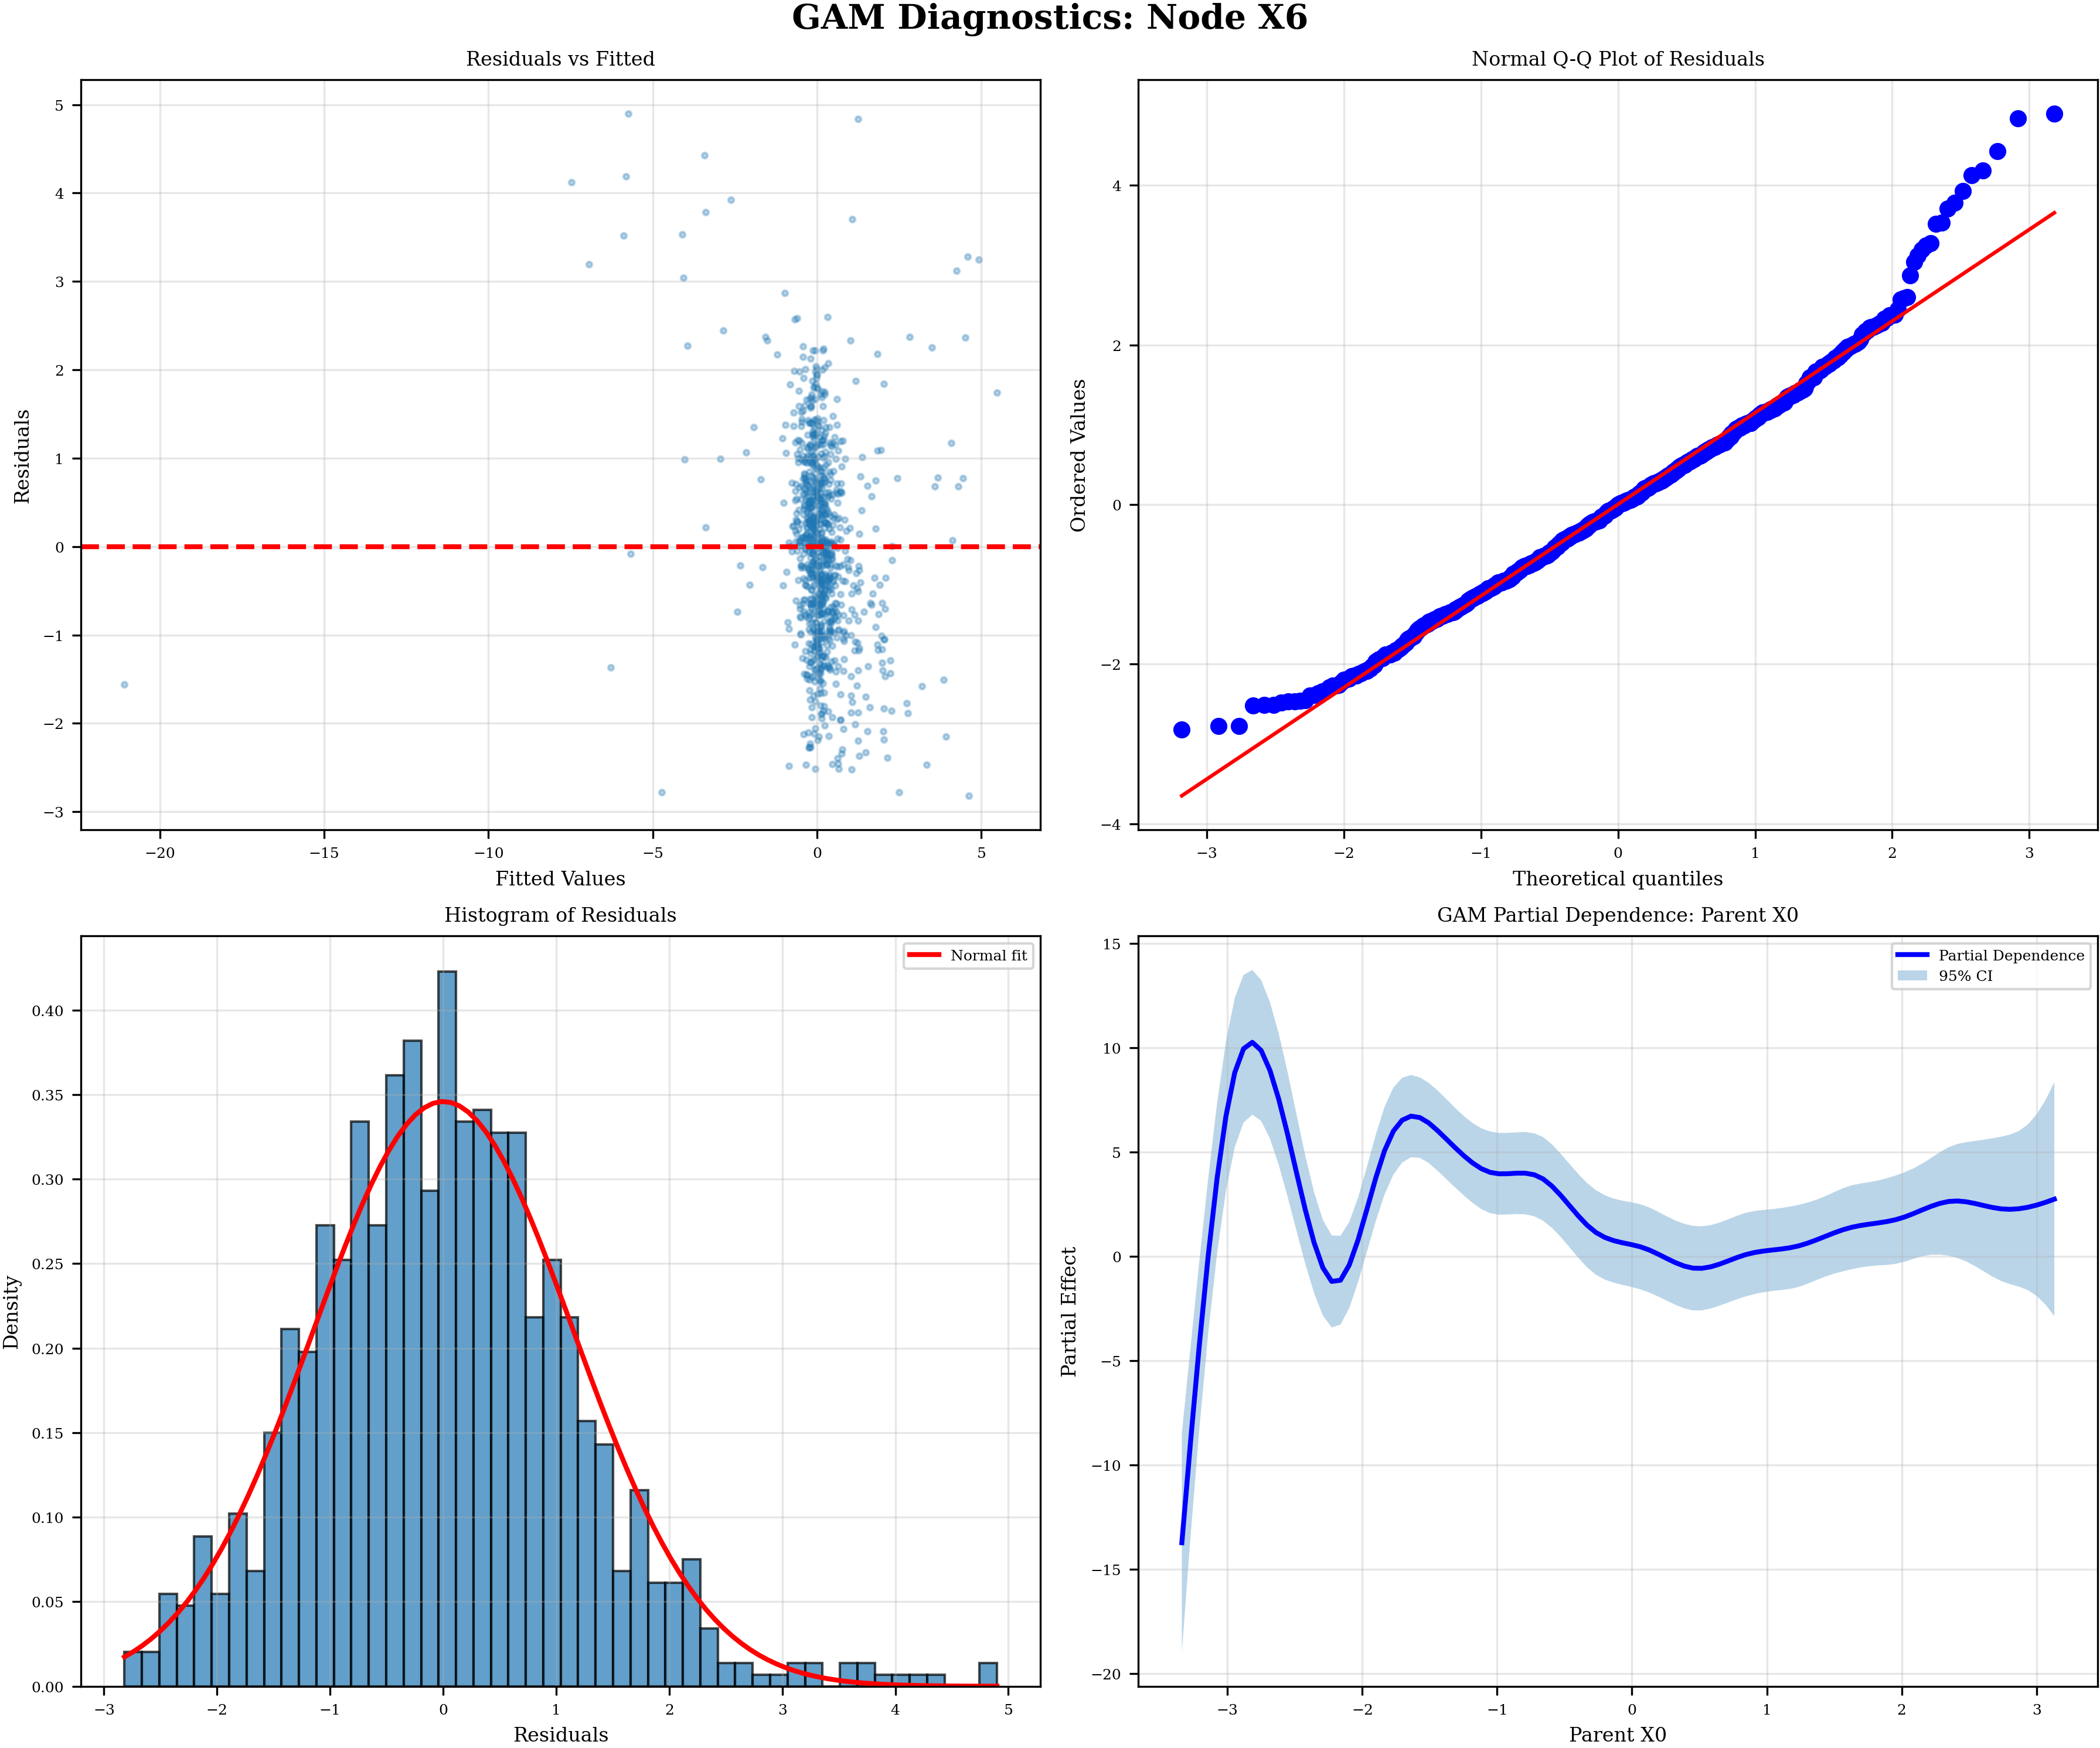 GAM Diagnostics: Node X6
Residuals vs Fitted
5
4
3
2
1
0
−1
−2
−3
Residuals
−20 −15 −10 −5 0 5
Fitted Values
Normal Q-Q Plot of Residuals
4
2
0
−2
−4
Ordered Values
−3 −2 −1 0 1 2 3
Theoretical quantiles
Histogram of Residuals
Normal fit
0.40
0.35
0.30
0.25
0.20
0.15
0.10
0.05
0.00
Density
−3 −2 −1 0 1 2 3 4 5
Residuals
GAM Partial Dependence: Parent X0
Partial Dependence
95% CI
15
10
5
0
−5
−10
−15
−20
Partial Effect
−3 −2 −1 0 1 2 3
Parent X0